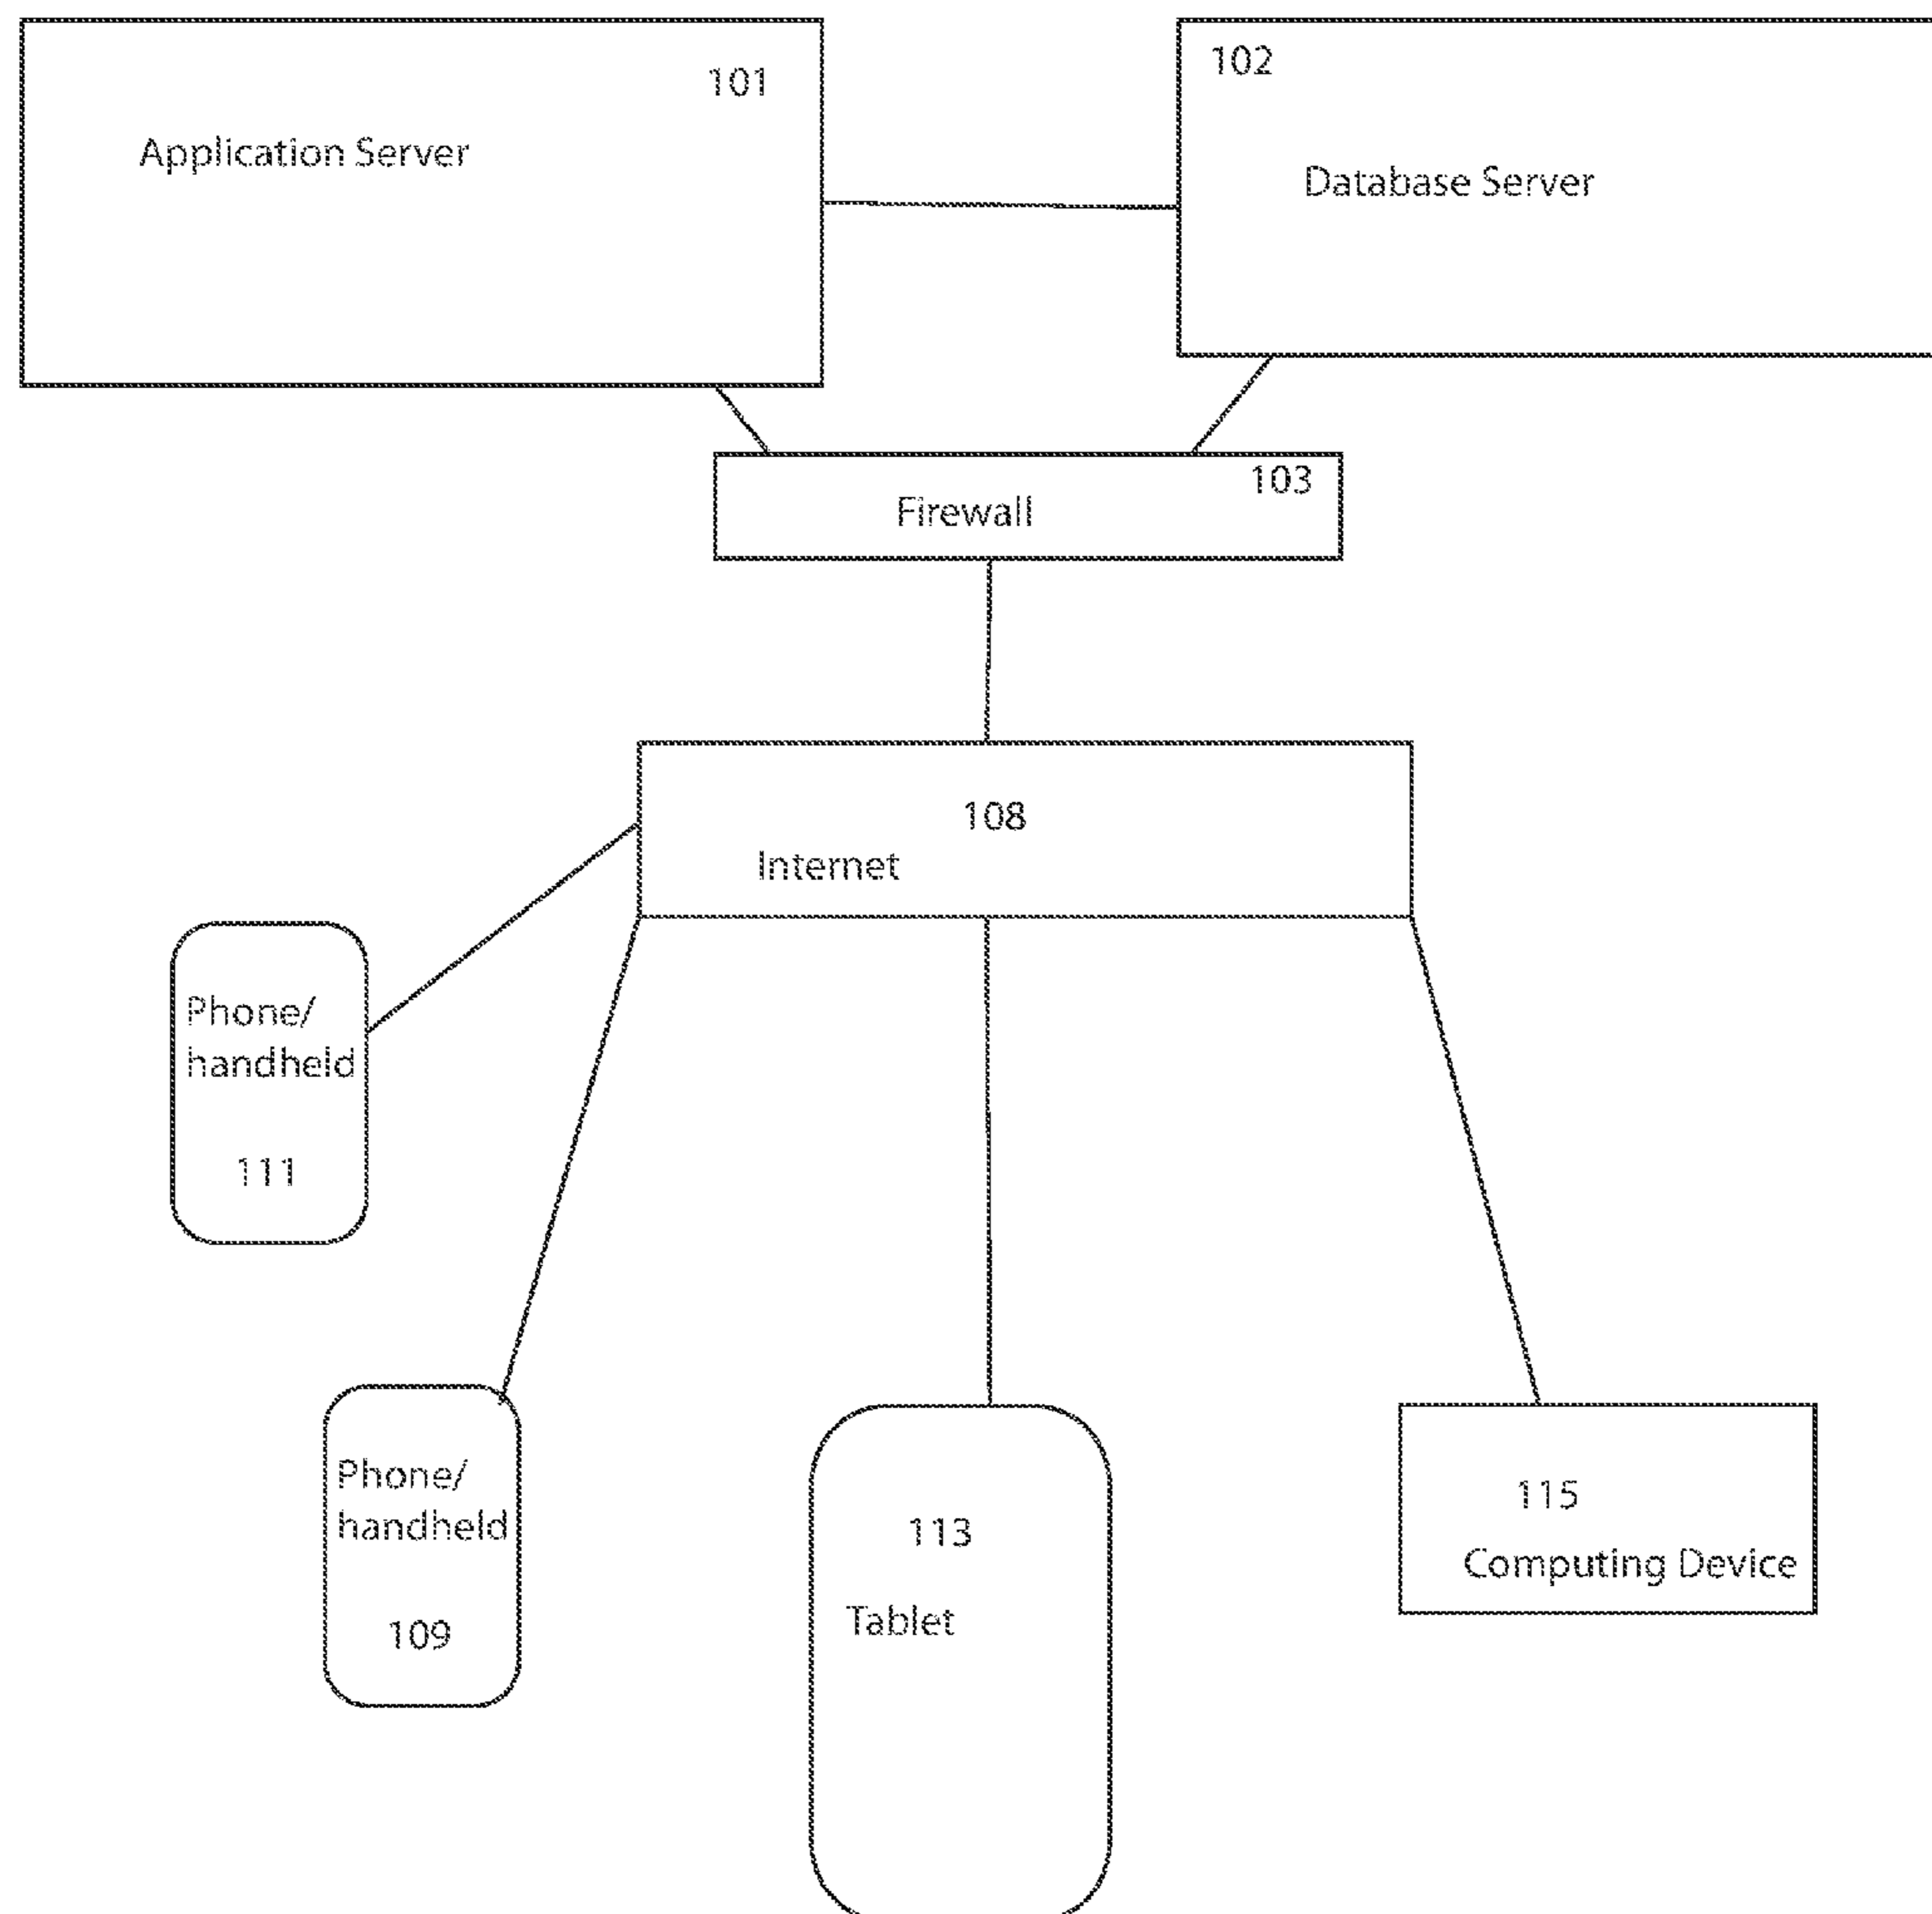 101
Application Server
102
Database Server
103
Firewall
108
Internet
Phone/
handheld
111
Phone/
handheld
109
113
Tablet
115
Computing Device